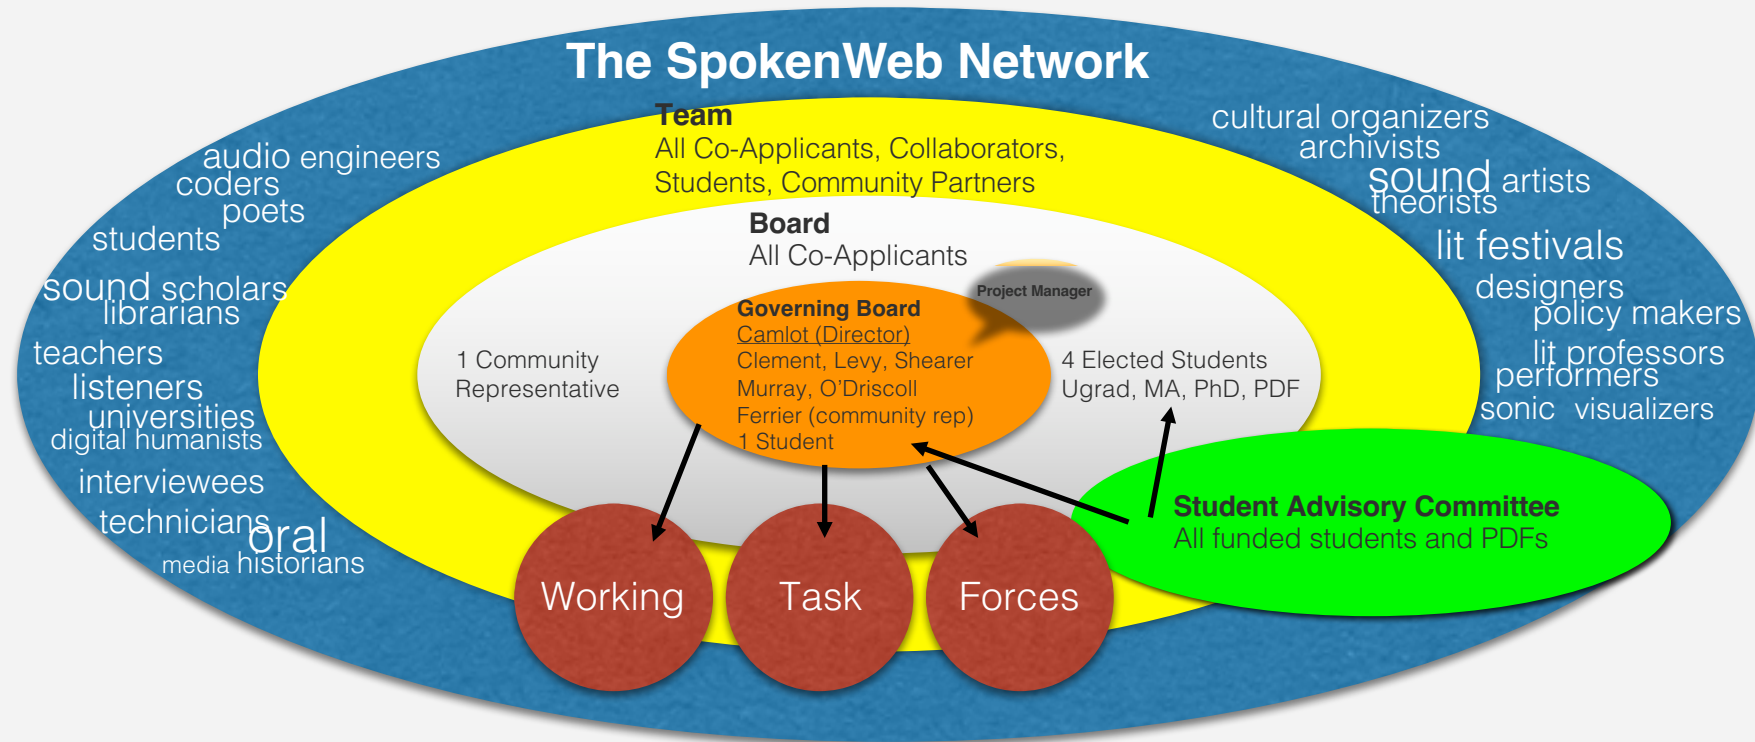 The SpokenWeb Network
Team
All Co-Applicants, Collaborators,
Students, Community Partners
Board
All Co-Applicants
Project Manager
Governing Board
Camlot (Director)
Clement, Levy, Shearer
Murray, O'Driscoll
Ferrier (community rep)
1 Student
1 Community
Representative
4 Elected Students
Ugrad, MA, PhD, PDF
Student Advisory Committee
All funded students and PDFs
Working
Task
Forces
audio engineers
coders
poets
students
sound scholars
librarians
teachers
listeners
universities
digital humanists
interviewees
technicians
oral
media historians
cultural organizers
archivists
sound artists
theorists
lit festivals
designers
policy makers
lit professors
performers
sonic visualizers